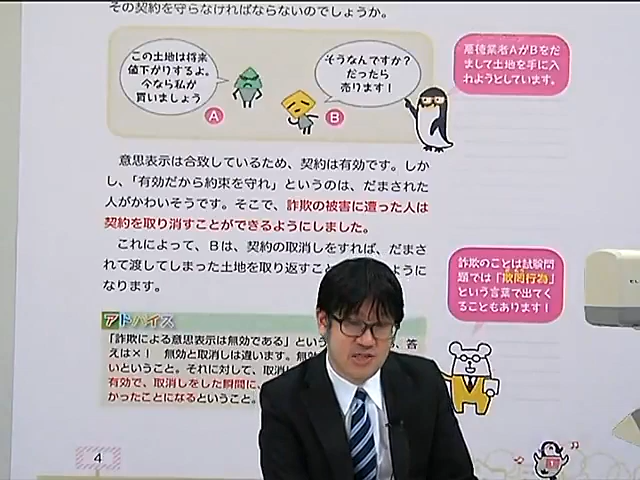 その契約を守らなければならないのでしょうか。
この土地は将来
値下がりするよ。
今なら私が
買いましょう
A
そうなんですか？
だったら
売ります！
B
悪徳業者AがBをだ
まして土地を手に入
れようとしています。
意思表示は合致しているため、契約は有効です。しか
し、「有効だから約束を守れ」というのは、だまされた
人がかわいそうです。そこで、詐欺の被害に遭った人は
契約を取り消すことができるようにしました。
これによって、Bは、契約の取消しをすれば、だまさ
れて渡してしまった土地を取り返すこと
ように
なります。
詐欺のことは試験問
題では「欺罔行為」
という言葉で出てく
ることもあります！
アドバイス
「詐欺による意思表示は無効である」という
、答
えは×！　無効と取消しは違います。無効
いということ。それに対して、取消し
有効で、取消しをした瞬間に、
かったことになるということ。
4